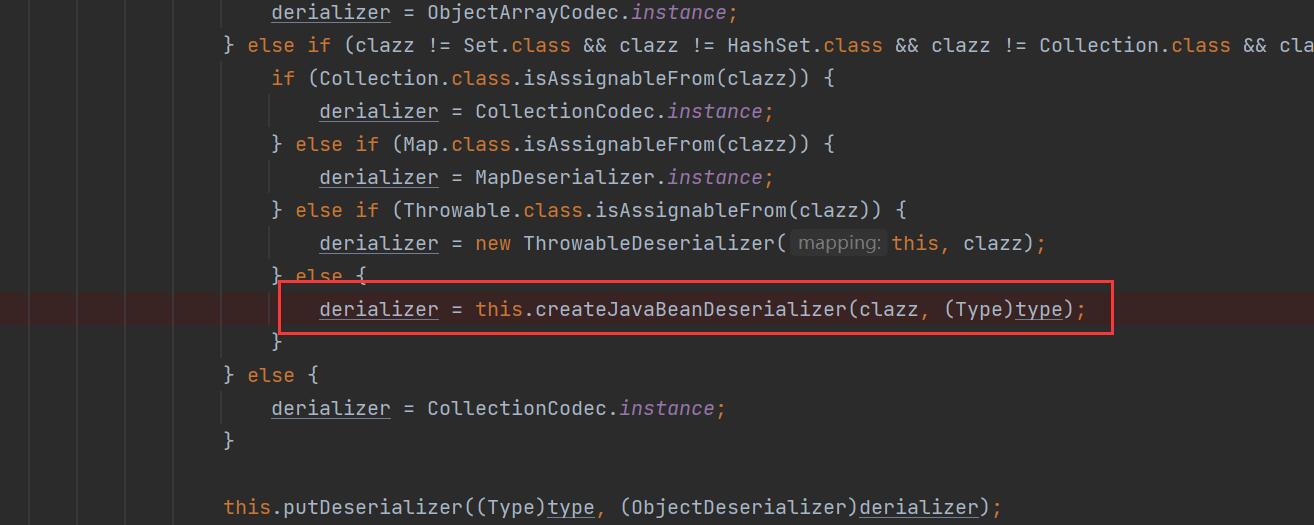 derializer = ObjectArrayCodec.instance;
} else if (clazz != Set.class && clazz != HashSet.class && clazz != Collection.class && cla
if (Collection.class.isAssignableFrom(clazz)) {
derializer = CollectionCodec.instance;
} else if (Map.class.isAssignableFrom(clazz)) {
derializer = MapDeserializer.instance;
} else if (Throwable.class.isAssignableFrom(clazz)) {
derializer = new ThrowableDeserializer( mapping: this, clazz);
} else {
derializer = this.createJavaBeanDeserializer(clazz, (Type)type);
}
} else {
derializer = CollectionCodec.instance;
}
this.putDeserializer((Type)type, (ObjectDeserializer)derializer);